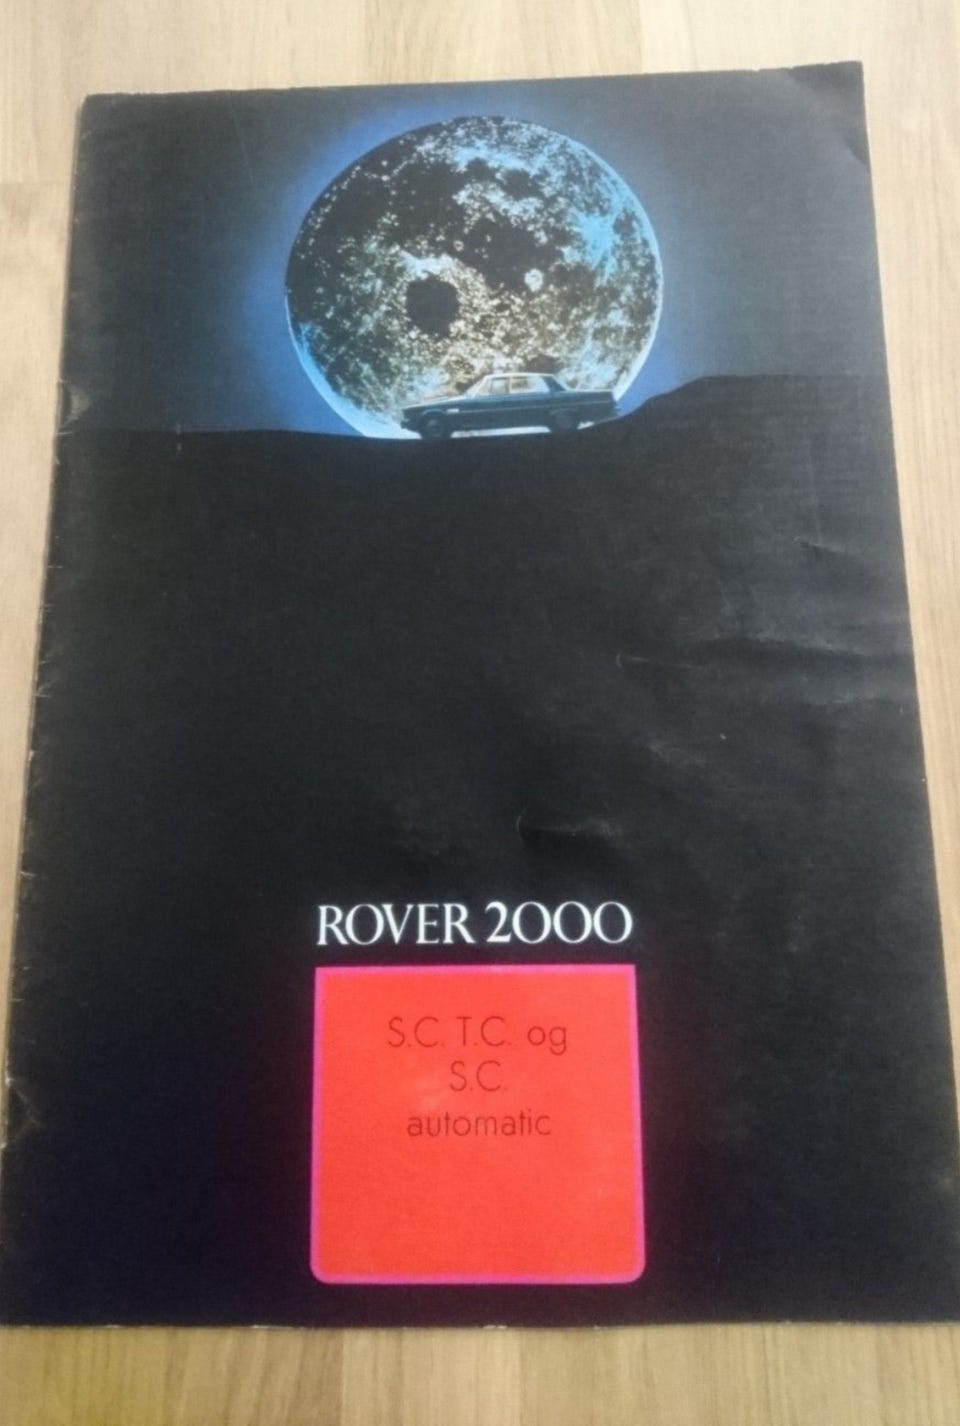 ROVER 2000
S.C. T.C. og
S.C.
automatic